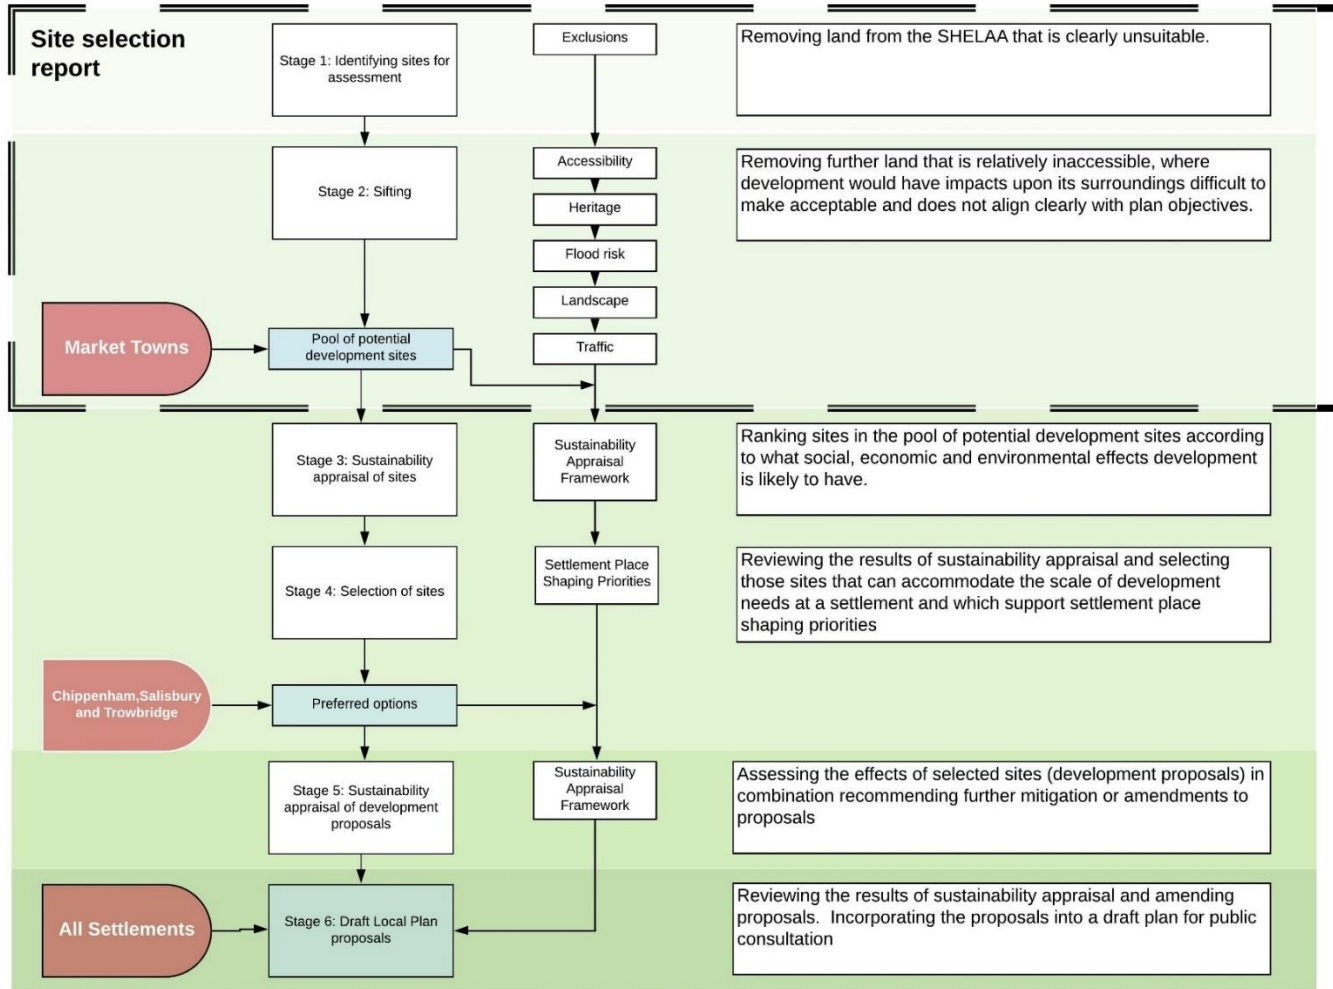 Site selection
report
Stage 1: Identifying sites for
assessment
Exclusions
Removing land from the SHELAA that is clearly unsuitable.
Stage 2: Sifting
Accessibility
Heritage
Flood risk
Landscape
Traffic
Removing further land that is relatively inaccessible, where
development would have impacts upon its surroundings difficult to
make acceptable and does not align clearly with plan objectives.
Market Towns
Pool of potential
development sites
Stage 3: Sustainability
appraisal of sites
Sustainability
Appraisal
Framework
Ranking sites in the pool of potential development sites according
to what social, economic and environmental effects development
is likely to have.
Stage 4: Selection of sites
Settlement Place
Shaping Priorities
Reviewing the results of sustainability appraisal and selecting
those sites that can accommodate the scale of development
needs at a settlement and which support settlement place
shaping priorities
Chippenham,Salisbury
and Trowbridge
Preferred options
Stage 5: Sustainability
appraisal of development
proposals
Sustainability
Appraisal
Framework
Assessing the effects of selected sites (development proposals) in
combination recommending further mitigation or amendments to
proposals
All Settlements
Stage 6: Draft Local Plan
proposals
Reviewing the results of sustainability appraisal and amending
proposals.  Incorporating the proposals into a draft plan for public
consultation